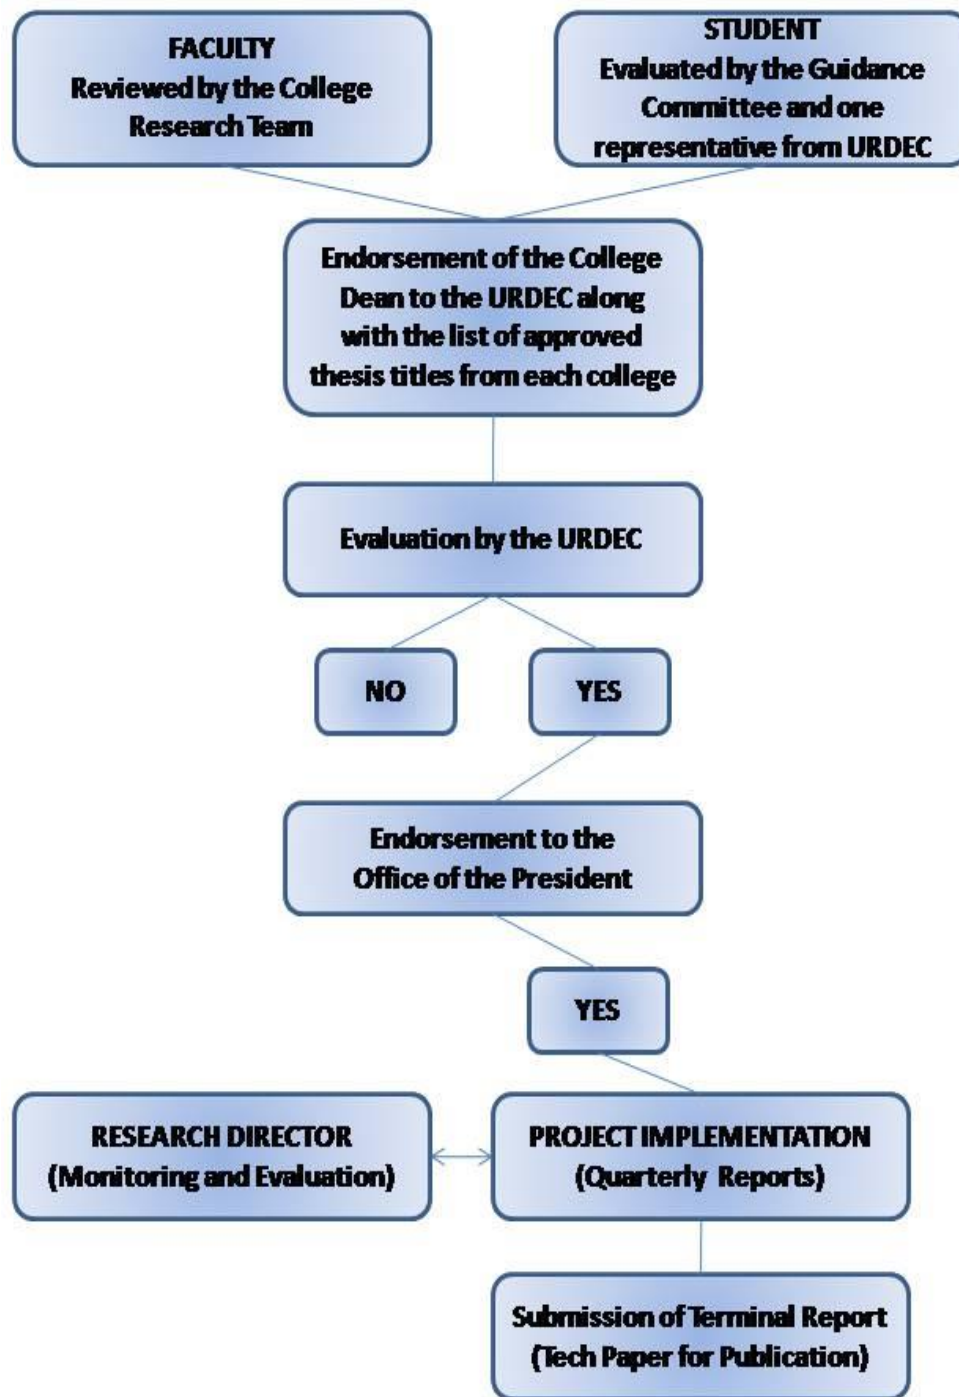 FACULTY
Reviewed by the College
Research Team
STUDENT
Evaluated by the Guidance
Committee and one
representative from URDEC
Endorsement of the College
Dean to the URDEC along
with the list of approved
thesis titles from each college
Evaluation by the URDEC
NO
YES
Endorsement to the
Office of the President
YES
RESEARCH DIRECTOR
(Monitoring and Evaluation)
PROJECT IMPLEMENTATION
(Quarterly Reports)
Submission of Terminal Report
(Tech Paper for Publication)